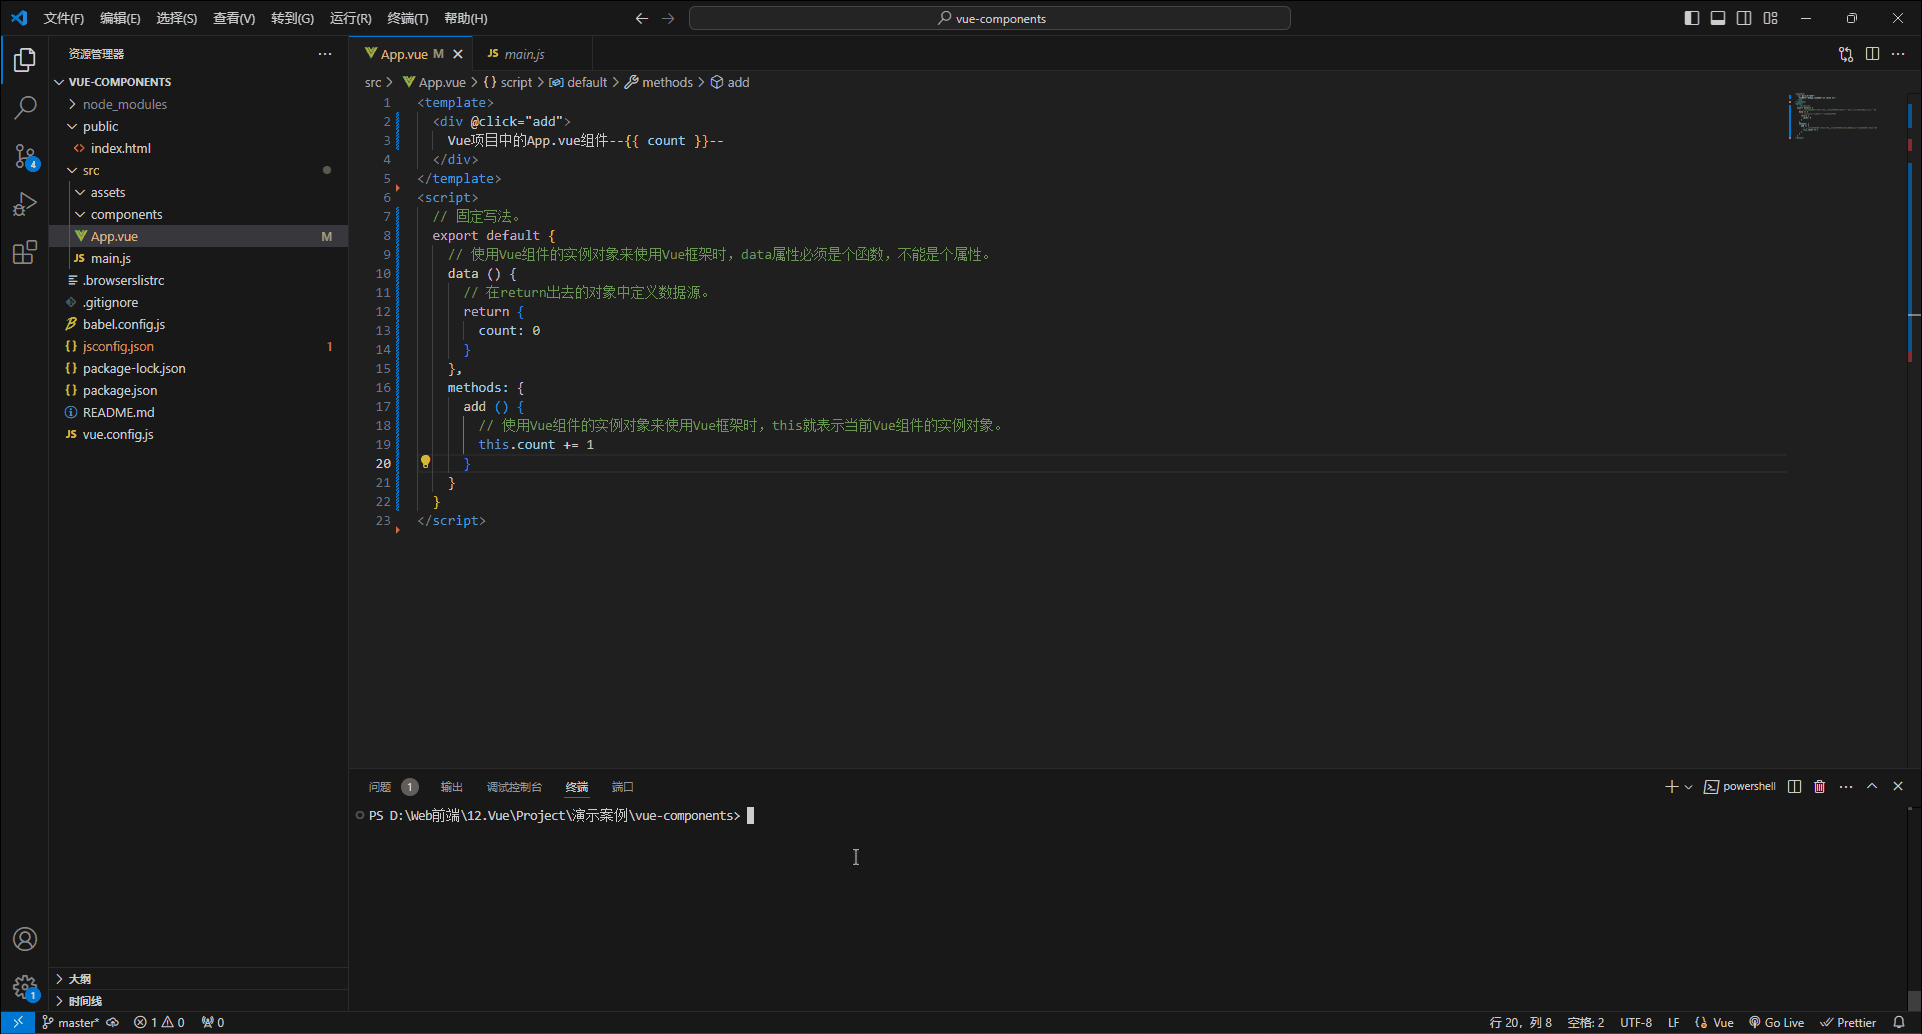 文件(F) 编辑(E) 选择(S) 查看(V) 转到(G) 运行(R) 终端(T) 帮助(H)
vue-components
资源管理器
VUE-COMPONENTS
node_modules
public
<> index.html
src
assets
components
App.vue M
JS main.js
.browserslistrc
.gitignore
babel.config.js
{} jsconfig.json 1
{} package-lock.json
{} package.json
README.md
JS vue.config.js
4
大纲
时间线
1
App.vue M
JS main.js
src > App.vue > {} script > default > methods > add
1 <template>
2 <div @click="add">
3 Vue项目中的App.vue组件--{{ count }}--
4 </div>
5 </template>
6 <script>
7 // 固定写法。
8 export default {
9 // 使用Vue组件的实例对象来使用Vue框架时，data属性必须是个函数，不能是个属性。
10 data () {
11 // 在return出去的对象中定义数据源。
12 return {
13 count: 0
14 }
15 },
16 methods: {
17 add () {
18 // 使用Vue组件的实例对象来使用Vue框架时，this就表示当前Vue组件的实例对象。
19 this.count += 1
20 }
21 }
22 }
23 </script>
问题 1 输出 调试控制台 终端 端口
powershell
PS D:\Web前端\12.Vue\Project\演示案例\vue-components>
master* 1 0 0
行 20，列 8 空格: 2 UTF-8 LF {} Vue Go Live Prettier